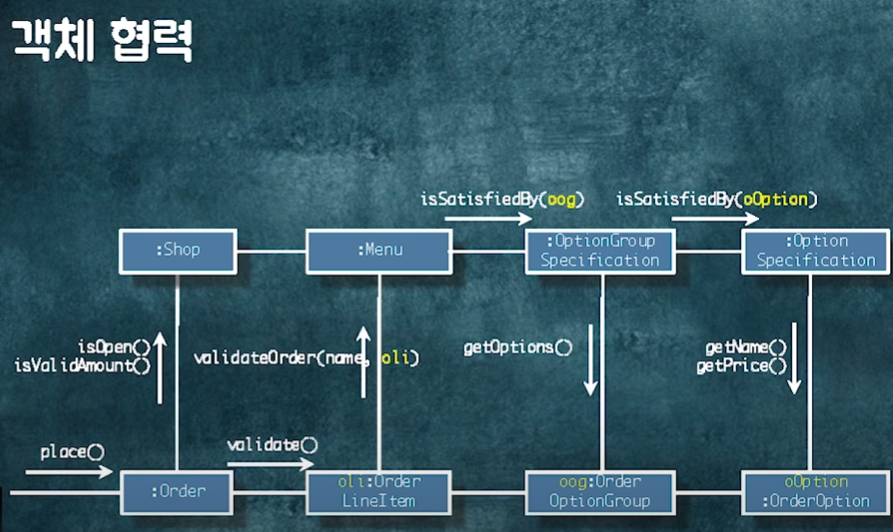 객체 협력
isSatisfiedBy(oog)
isSatisfiedBy(oOption)
:Shop
:Menu
:OptionGroup
Specification
:Option
Specification
isOpen()
isValidAmount()
validateOrder(name, oli)
getOptions()
getName()
getPrice()
place()
validate()
:Order
oli:Order
LineItem
oog:Order
OptionGroup
oOption
:OrderOption